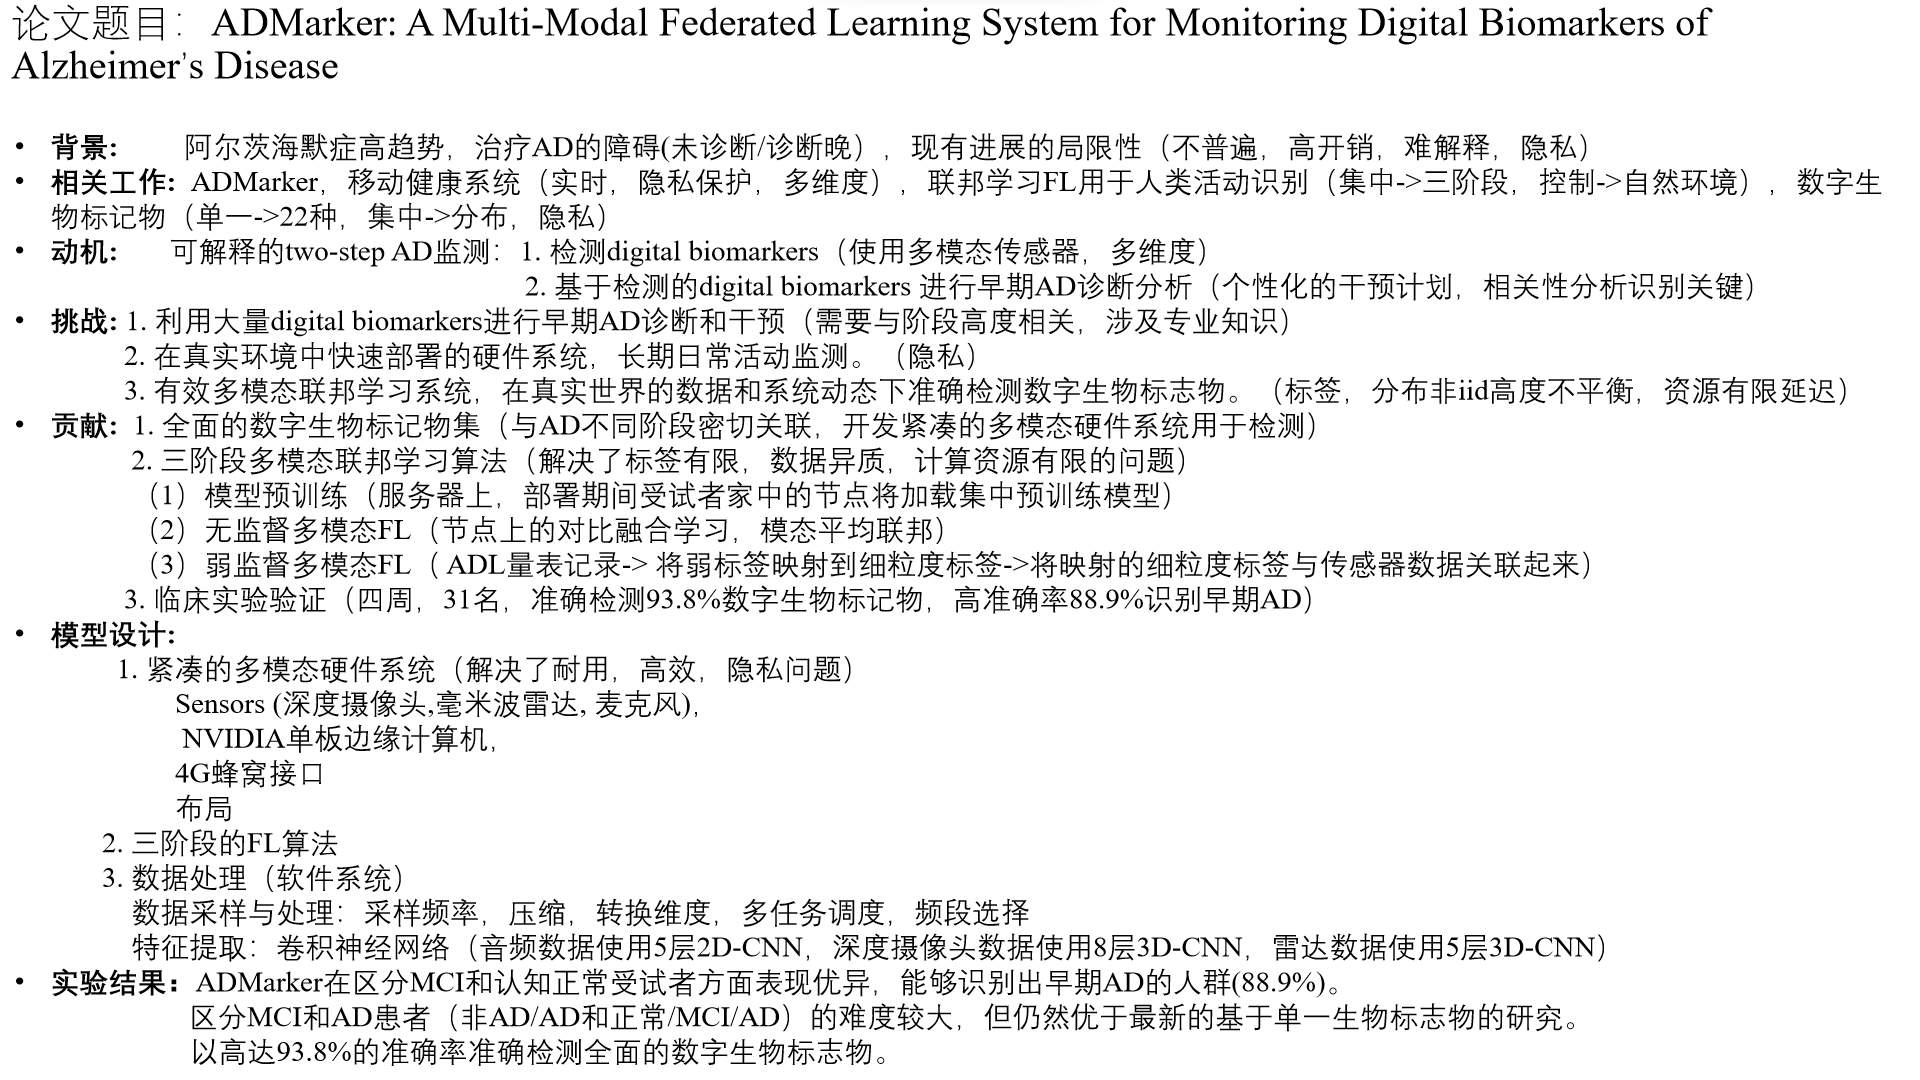 论文题目：ADMarker: A Multi-Modal Federated Learning System for Monitoring Digital Biomarkers of
Alzheimer's Disease
• 背景: 阿尔茨海默症高趋势，治疗AD的障碍(未诊断/诊断晚），现有进展的局限性（不普遍，高开销，难解释，隐私）
• 相关工作: ADMarker，移动健康系统（实时，隐私保护，多维度），联邦学习FL用于人类活动识别（集中->三阶段，控制->自然环境），数字生
物标记物（单一->22种，集中->分布，隐私）
• 动机: 可解释的two-step AD监测：1. 检测digital biomarkers（使用多模态传感器，多维度）
2. 基于检测的digital biomarkers 进行早期AD诊断分析（个性化的干预计划，相关性分析识别关键）
• 挑战: 1. 利用大量digital biomarkers进行早期AD诊断和干预（需要与阶段高度相关，涉及专业知识）
2. 在真实环境中快速部署的硬件系统，长期日常活动监测。（隐私）
3. 有效多模态联邦学习系统，在真实世界的数据和系统动态下准确检测数字生物标志物。（标签，分布非iid高度不平衡，资源有限延迟）
• 贡献: 1. 全面的数字生物标记物集（与AD不同阶段密切关联，开发紧凑的多模态硬件系统用于检测）
2. 三阶段多模态联邦学习算法（解决了标签有限，数据异质，计算资源有限的问题）
（1）模型预训练（服务器上，部署期间受试者家中的节点将加载集中预训练模型）
（2）无监督多模态FL（节点上的对比融合学习，模态平均联邦）
（3）弱监督多模态FL（ ADL量表记录-> 将弱标签映射到细粒度标签->将映射的细粒度标签与传感器数据关联起来）
3. 临床实验验证（四周，31名，准确检测93.8%数字生物标记物，高准确率88.9%识别早期AD）
• 模型设计:
1. 紧凑的多模态硬件系统（解决了耐用，高效，隐私问题）
Sensors (深度摄像头,毫米波雷达, 麦克风)，
NVIDIA单板边缘计算机，
4G蜂窝接口
布局
2. 三阶段的FL算法
3. 数据处理（软件系统）
数据采样与处理：采样频率，压缩，转换维度，多任务调度，频段选择
特征提取：卷积神经网络（音频数据使用5层2D-CNN，深度摄像头数据使用8层3D-CNN，雷达数据使用5层3D-CNN）
• 实验结果：ADMarker在区分MCI和认知正常受试者方面表现优异，能够识别出早期AD的人群(88.9%)。
区分MCI和AD患者（非AD/AD和正常/MCI/AD）的难度较大，但仍然优于最新的基于单一生物标志物的研究。
以高达93.8%的准确率准确检测全面的数字生物标志物。